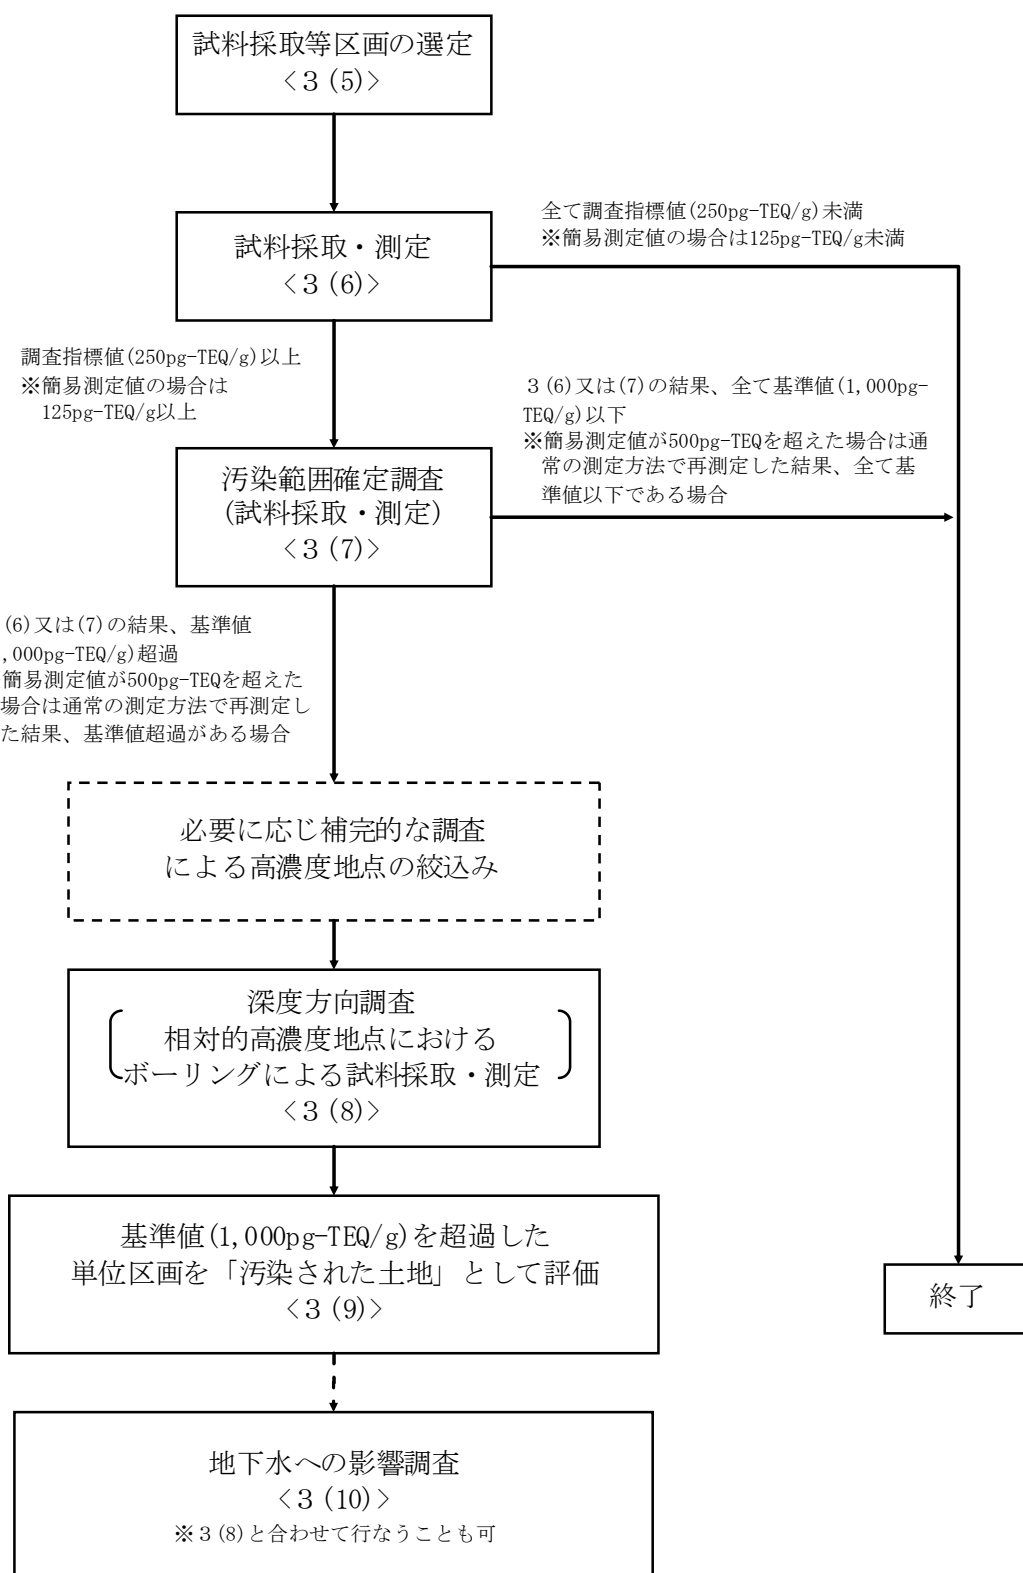 試料採取等区画の選定
＜３(5)＞
全て調査指標値(250pg-TEQ/g)未満
※簡易測定値の場合は125pg-TEQ/g未満
試料採取・測定
＜３(6)＞
調査指標値(250pg-TEQ/g)以上
※簡易測定値の場合は
125pg-TEQ/g以上
３(6)又は(7)の結果、全て基準値(1,000pg-
TEQ/g)以下
※簡易測定値が500pg-TEQを超えた場合は通
常の測定方法で再測定した結果、全て基
準値以下である場合
汚染範囲確定調査
(試料採取・測定)
＜３(7)＞
(6)又は(7)の結果、基準値
,000pg-TEQ/g)超過
簡易測定値が500pg-TEQを超えた
場合は通常の測定方法で再測定し
た結果、基準値超過がある場合
必要に応じ補完的な調査
による高濃度地点の絞込み
深度方向調査
相対的高濃度地点における
ボーリングによる試料採取・測定
＜３(8)＞
基準値(1,000pg-TEQ/g)を超過した
単位区画を「汚染された土地」として評価
＜３(9)＞
終了
地下水への影響調査
＜３(10)＞
※３(8)と合わせて行なうことも可